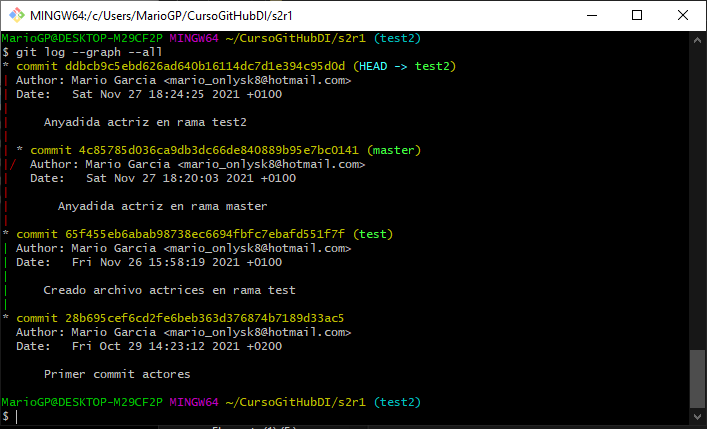 MINGW64:/c/Users/MarioGP/CursoGitHubDI/s2r1
MarioGP@DESKTOP-M29CF2P MINGW64 ~/CursoGitHubDI/s2r1 (test2)
$ git log --graph --all
* commit ddbcb9c5ebd626ad640b16114dc7d1e394c95d0d (HEAD -> test2)
| Author: Mario Garcia <mario_onlysk8@hotmail.com>
| Date:   Sat Nov 27 18:24:25 2021 +0100
|
|     Anyadida actriz en rama test2
|
| * commit 4c85785d036ca9db3dc66de840889b95e7bc0141 (master)
|/  Author: Mario Garcia <mario_onlysk8@hotmail.com>
|   Date:   Sat Nov 27 18:20:03 2021 +0100
|
|       Anyadida actriz en rama master
|
* commit 65f455eb6abab98738ec6694fbfc7ebafd551f7f (test)
| Author: Mario Garcia <mario_onlysk8@hotmail.com>
| Date:   Fri Nov 26 15:58:19 2021 +0100
|
|     Creado archivo actrices en rama test
|
* commit 28b695cef6cd2fe6beb363d376874b7189d33ac5
  Author: Mario Garcia <mario_onlysk8@hotmail.com>
  Date:   Fri Oct 29 14:23:12 2021 +0200

      Primer commit actores

MarioGP@DESKTOP-M29CF2P MINGW64 ~/CursoGitHubDI/s2r1 (test2)
$